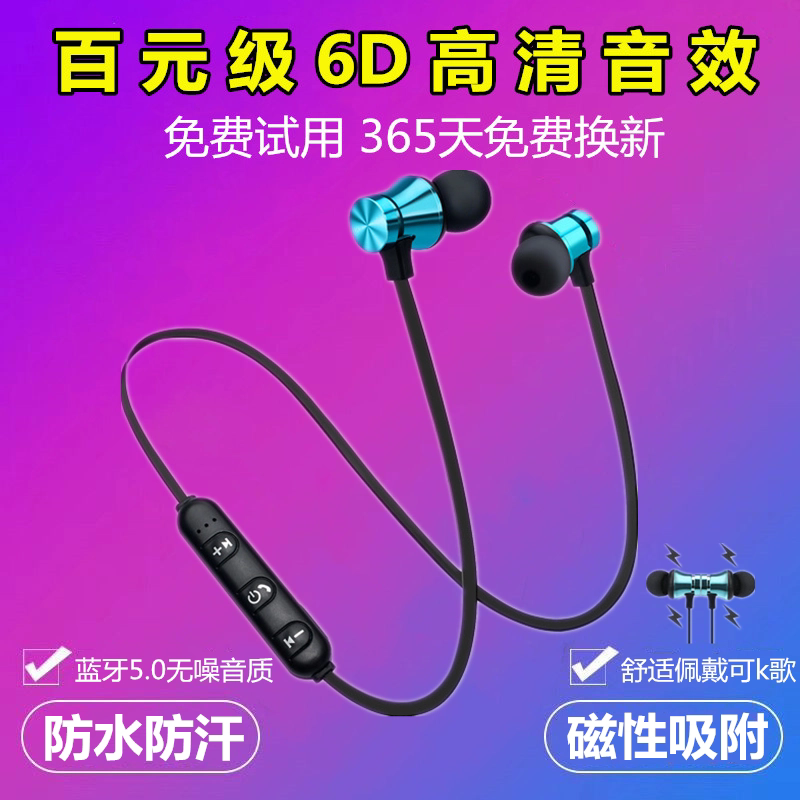 百元级6D高清音效
免费试用 365天免费换新
蓝牙5.0无噪音质
舒适佩戴可k歌
防水防汗
磁性吸附